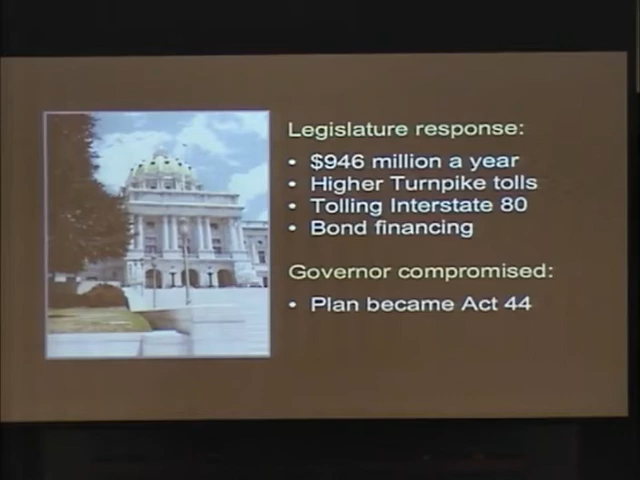 Legislature response:
• $946 million a year
• Higher Turnpike tolls
• Tolling Interstate 80
• Bond financing
Governor compromised:
• Plan became Act 44